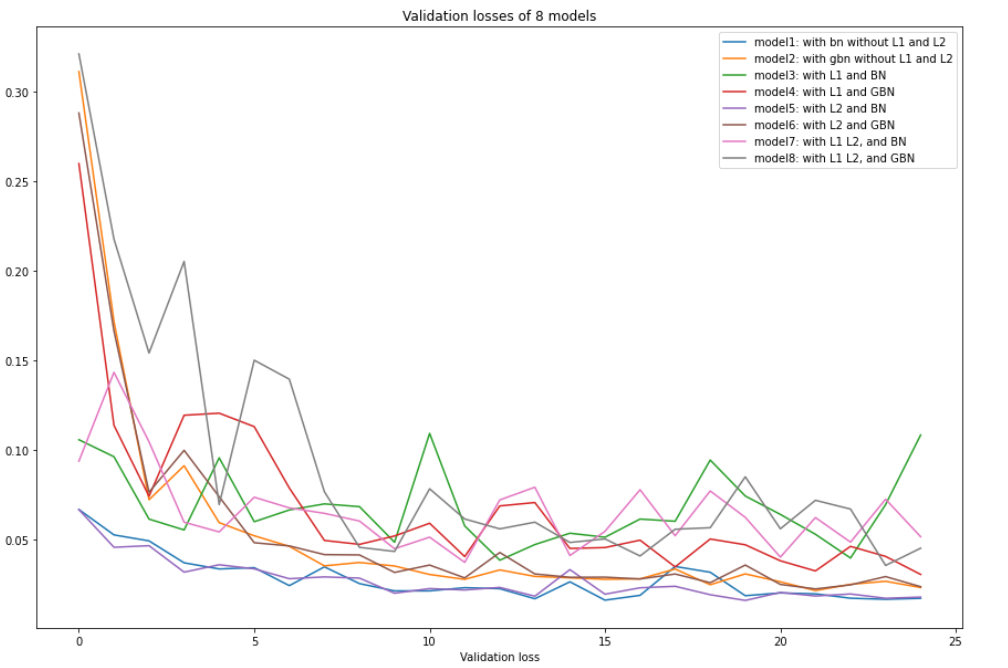 Validation losses of 8 models
model1: with bn without L1 and L2
model2: with gbn without L1 and L2
model3: with L1 and BN
model4: with L1 and GBN
model5: with L2 and BN
model6: with L2 and GBN
model7: with L1 L2, and BN
model8: with L1 L2, and GBN
0.30
0.25
0.20
0.15
0.10
0.05
0 5 10 15 20 25
Validation loss